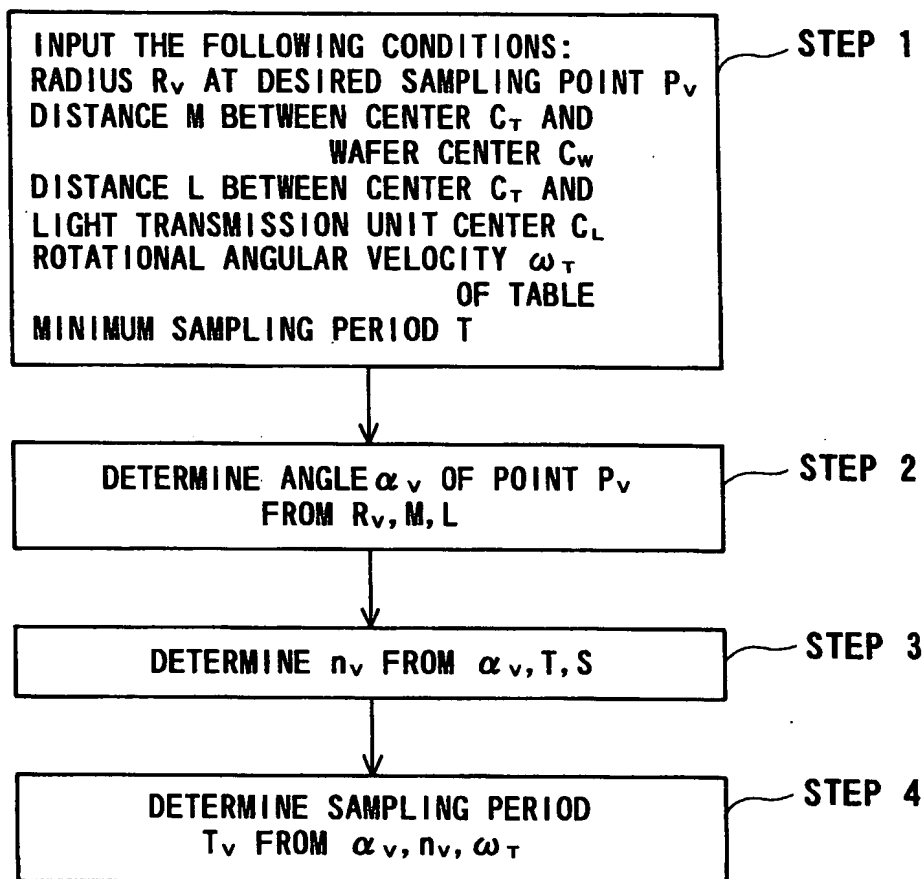 INPUT THE FOLLOWING CONDITIONS:
RADIUS Rv AT DESIRED SAMPLING POINT Pv
DISTANCE M BETWEEN CENTER CT AND
WAFER CENTER CW
DISTANCE L BETWEEN CENTER CT AND
LIGHT TRANSMISSION UNIT CENTER CL
ROTATIONAL ANGULAR VELOCITY ωT
OF TABLE
MINIMUM SAMPLING PERIOD T
STEP 1
DETERMINE ANGLE αv OF POINT Pv
FROM Rv, M, L
STEP 2
DETERMINE nv FROM αv, T, S
STEP 3
DETERMINE SAMPLING PERIOD
Tv FROM αv, nv, ωT
STEP 4